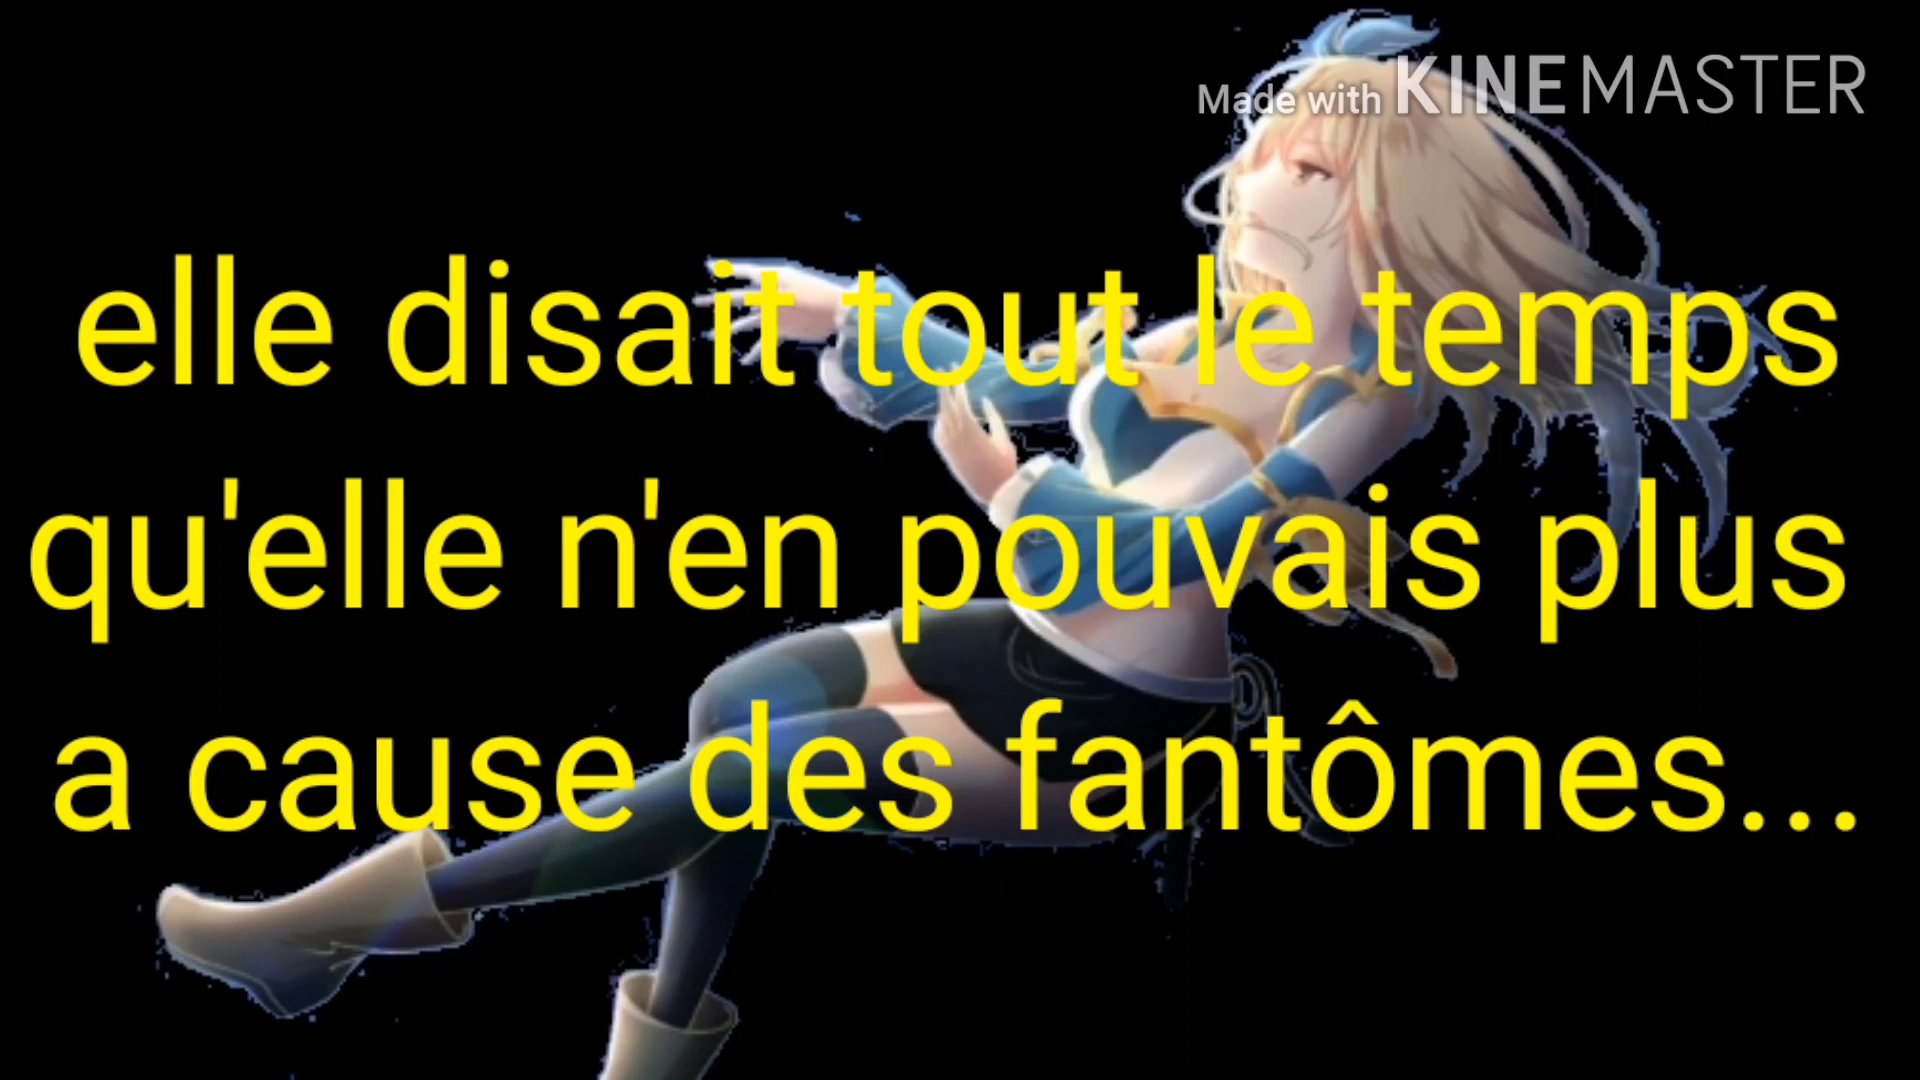 Made with KINEMASTER
elle disait tout le temps
qu'elle n'en pouvais plus
a cause des fantômes...